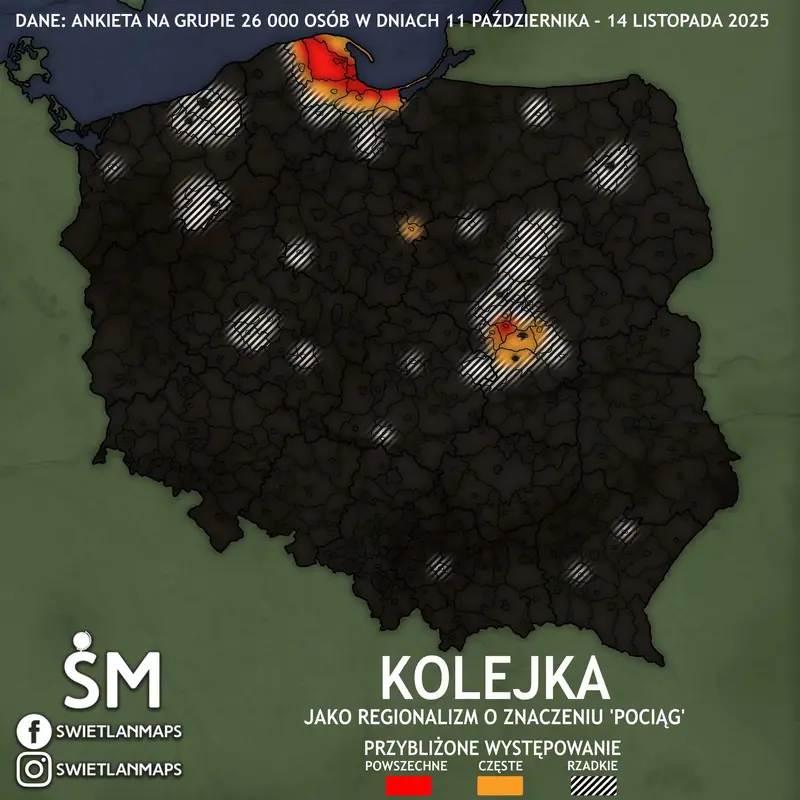 DANE: ANKIETA NA GRUPIE 26 000 OSÓB W DNIACH 11 PAŹDZIERNIKA - 14 LISTOPADA 2025
ŚM
SWIETLANMAPS
SWIETLANMAPS
KOLEJKA
JAKO REGIONALIZM O ZNACZENIU 'POCIĄG'
PRZYBLIŻONE WYSTĘPOWANIE
POWSZECHNE CZĘSTE RZADKIE